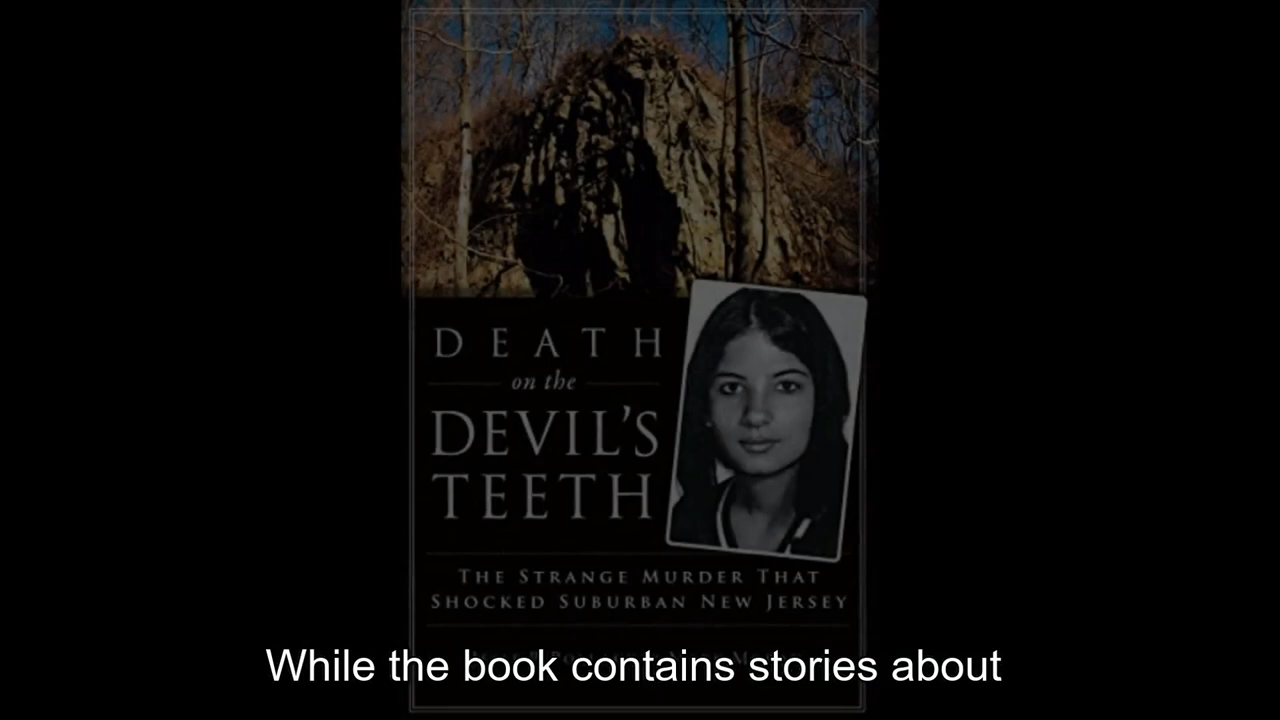 DEATH
on the
DEVIL'S
TEETH
THE STRANGE MURDER THAT
SHOCKED SUBURBAN NEW JERSEY
While the book contains stories about